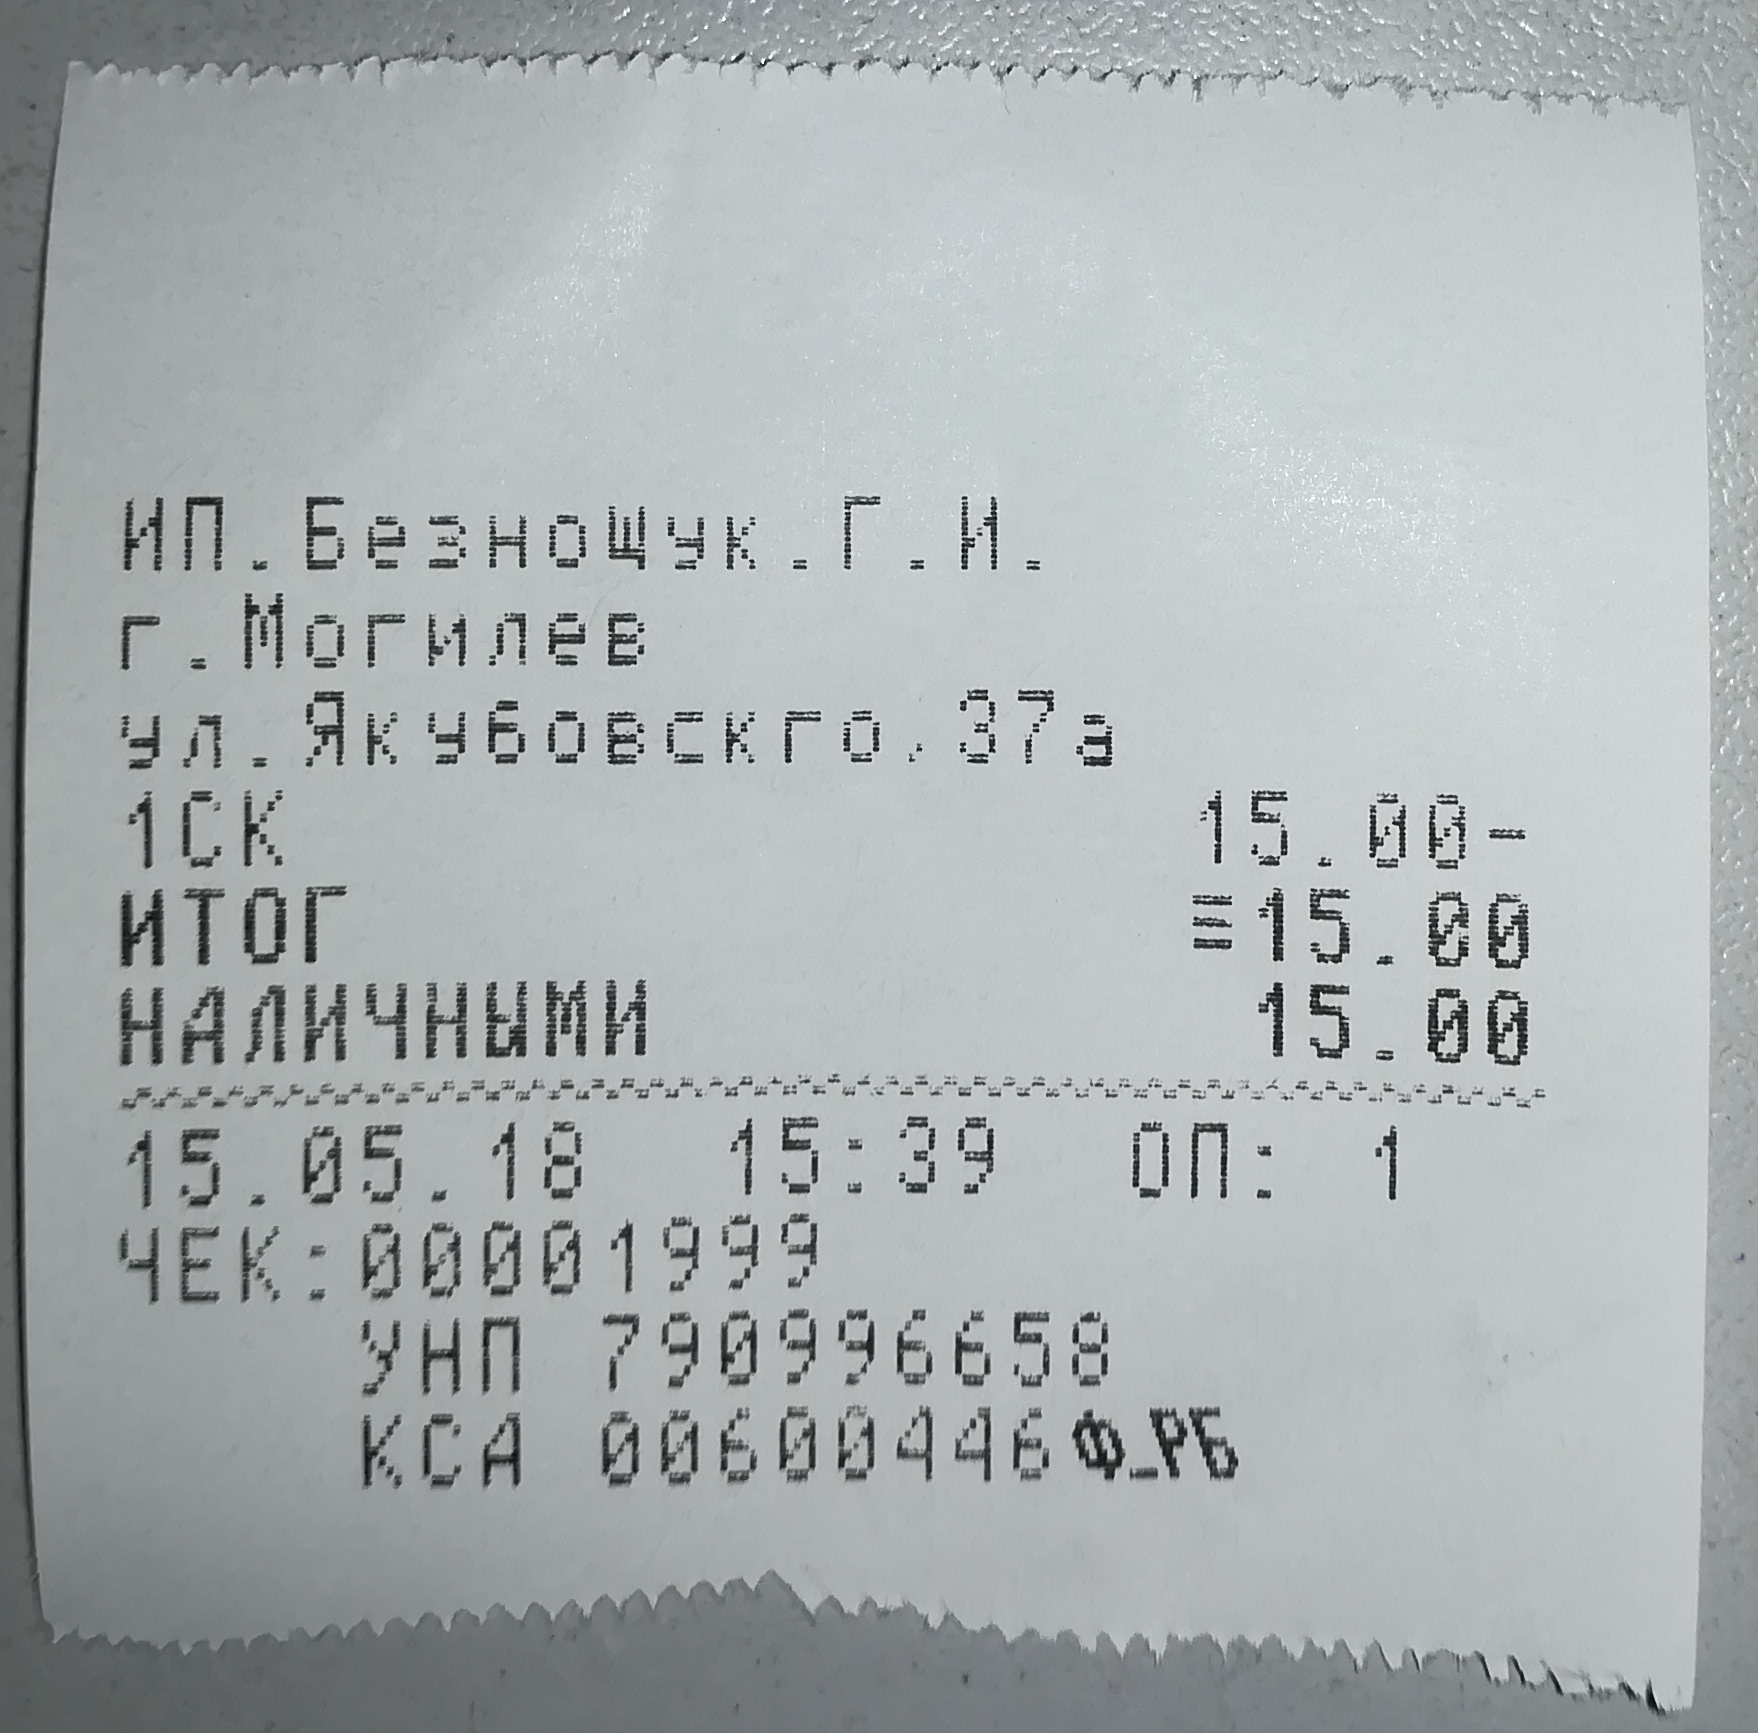 ИП.Безнощук.Г.И.
г.Могилев
ул.Якубовскго.37а
1СК 15.00-
ИТОГ =15.00
НАЛИЧНЫМИ 15.00
15.05.18 15:39 ОП: 1
ЧЕК:00001999
УНП 790996658
КСА 00600446Ф_РБ